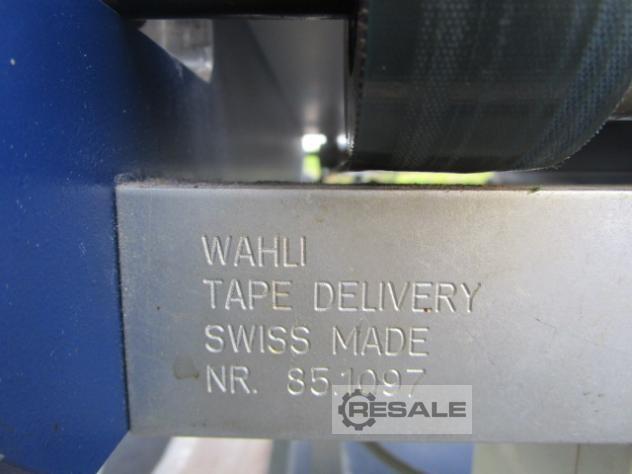 WAHLI
TAPE DELIVERY
SWISS MADE
NR. 85.1097
RESALE